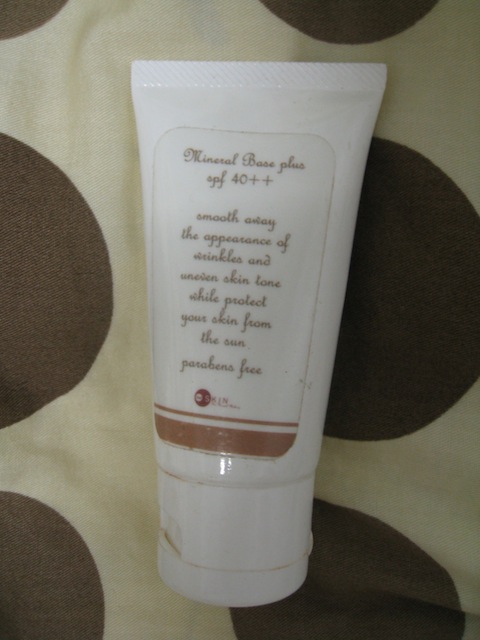 Mineral Base plus
spf 40++
smooth away
the appearance of
wrinkles and
uneven skin tone
while protect
your skin from
the sun
parabens free
SKIN